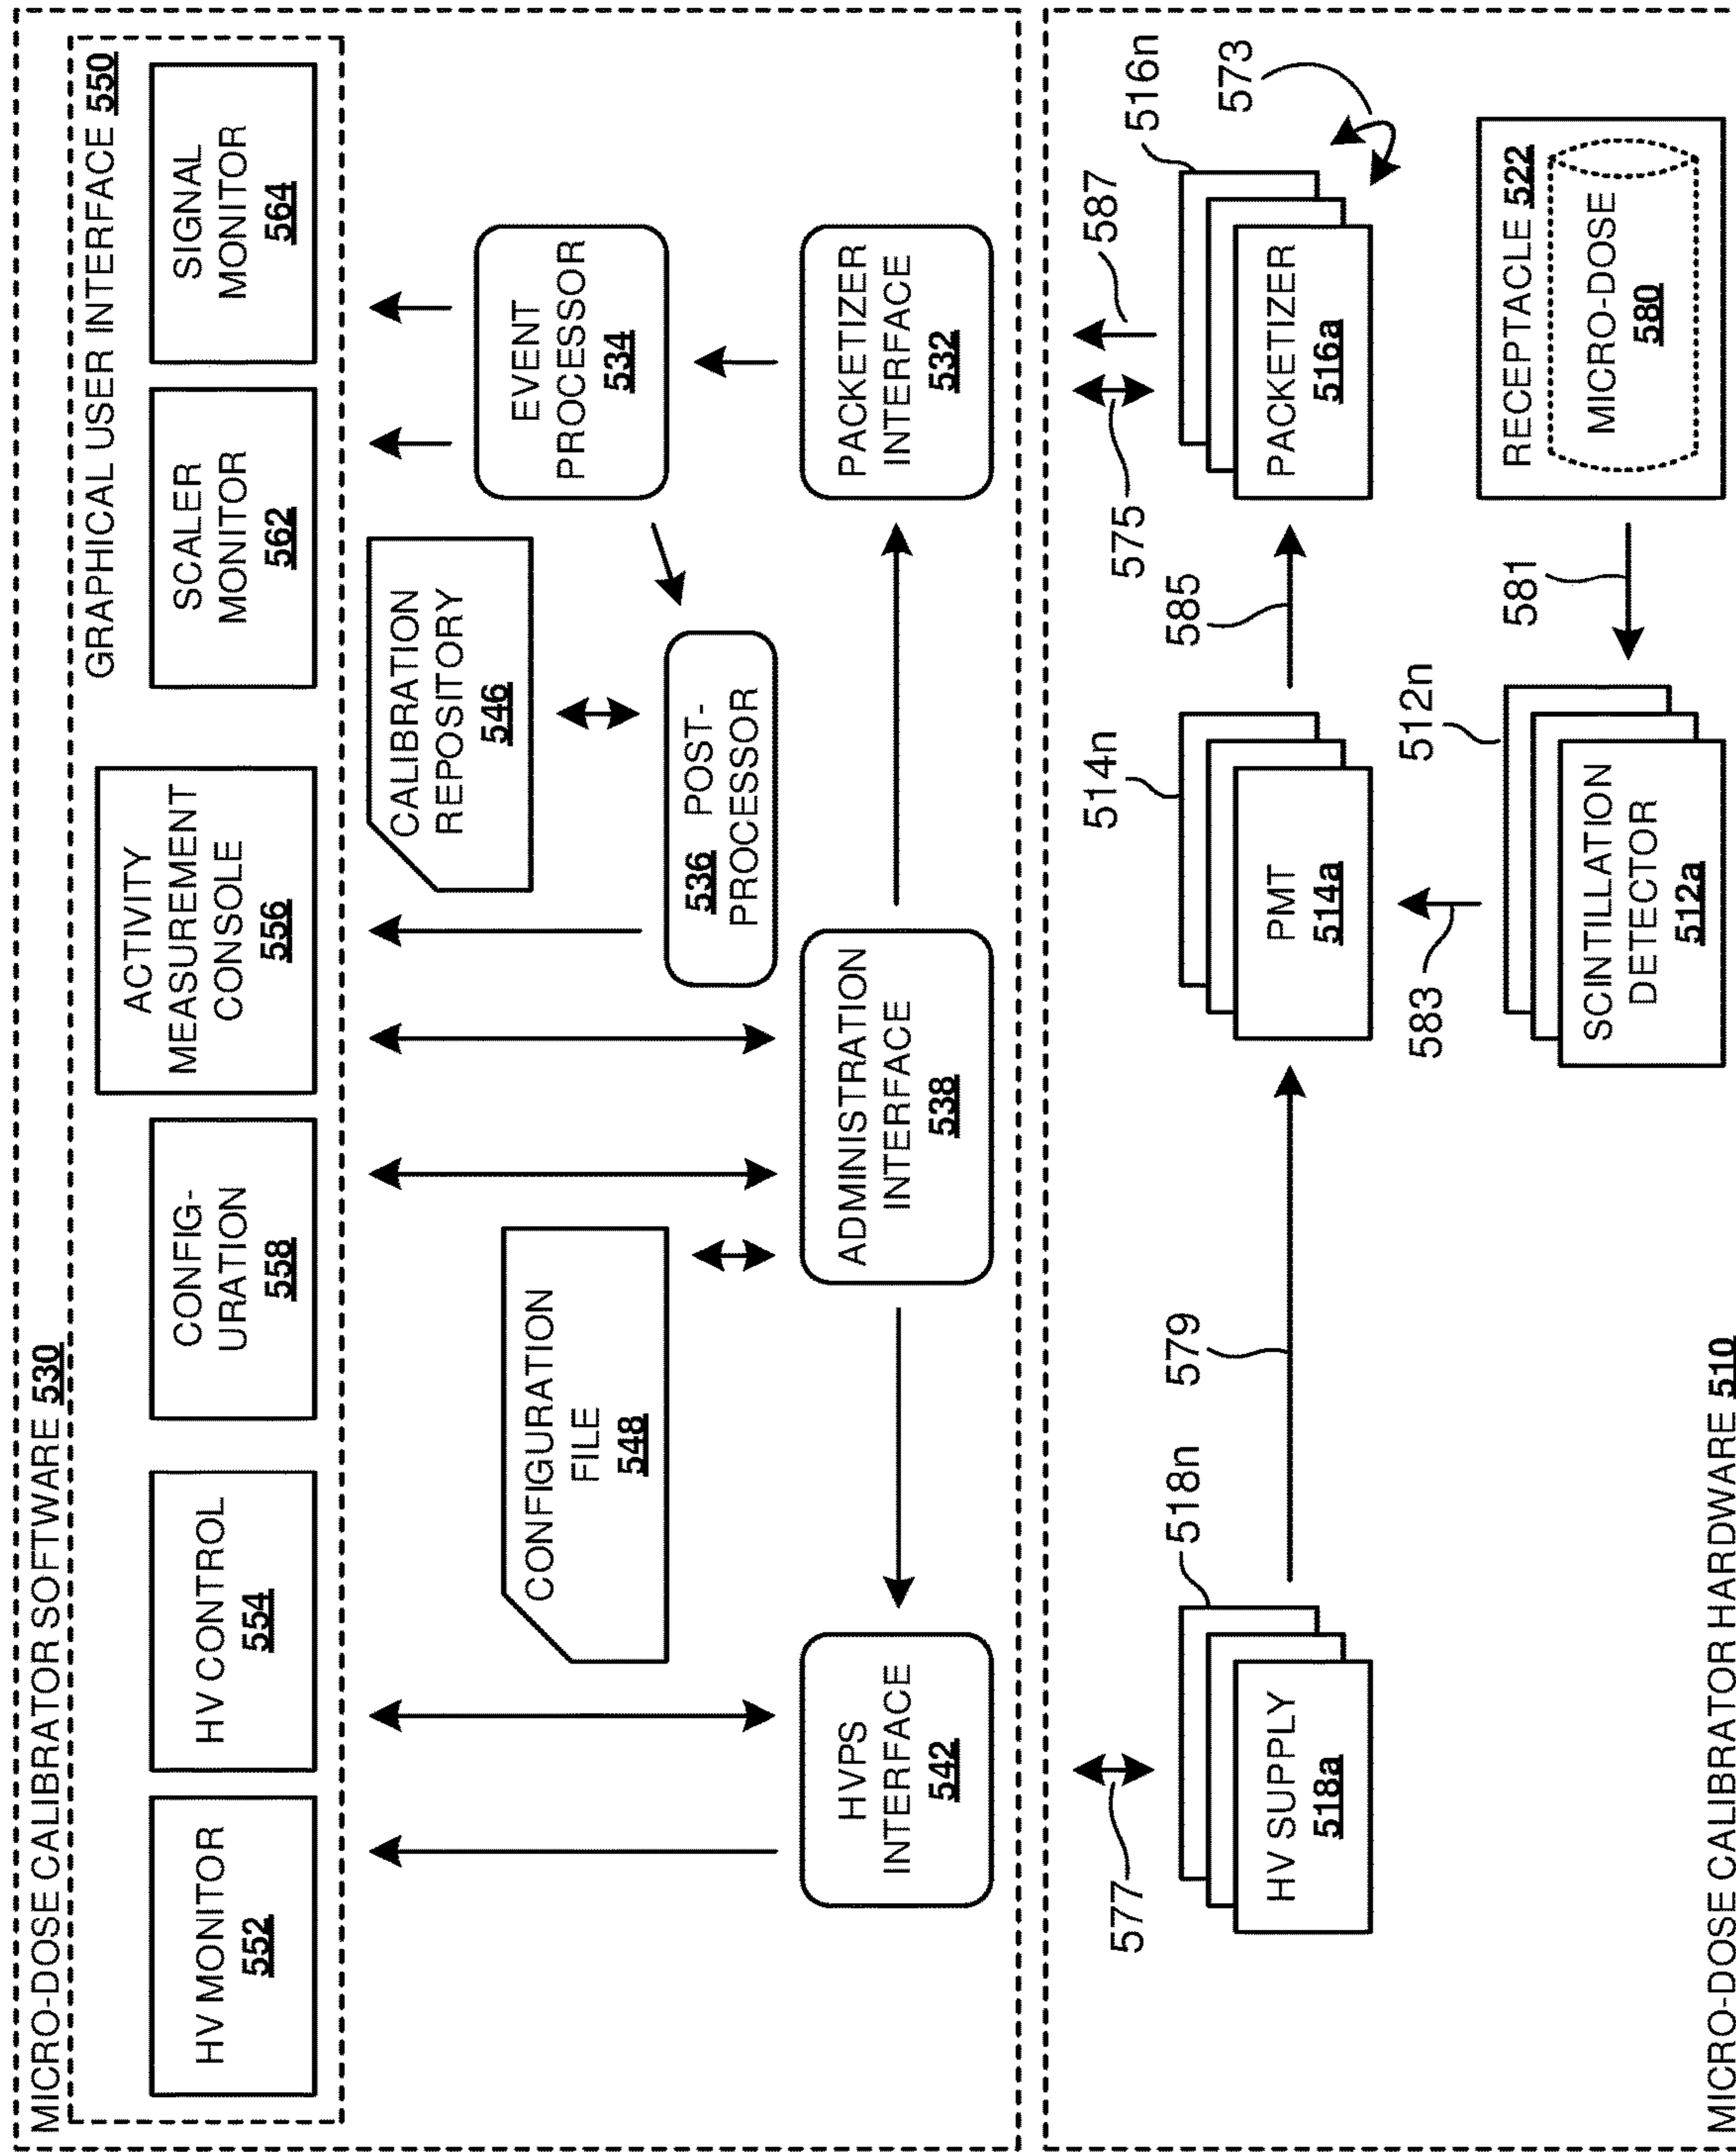 MICRO-DOSE CALIBRATOR SOFTWARE 530
GRAPHICAL USER INTERFACE 550
HV MONITOR
552
HV CONTROL
554
CONFIG-
URATION
558
ACTIVITY
MEASUREMENT
CONSOLE
556
SCALER
MONITOR
562
SIGNAL
MONITOR
564
CONFIGURATION
FILE
548
CALIBRATION
REPOSITORY
546
EVENT
PROCESSOR
534
536 POST-
PROCESSOR
HVPS
INTERFACE
542
ADMINISTRATION
INTERFACE
538
PACKETIZER
INTERFACE
532
577
518n
HV SUPPLY
518a
579
514n
PMT
514a
585
575
587
516n
573
PACKETIZER
516a
583
512n
SCINTILLATION
DETECTOR
512a
581
RECEPTACLE 522
MICRO-DOSE
580
MICRO-DOSE CALIBRATOR HARDWARE 510